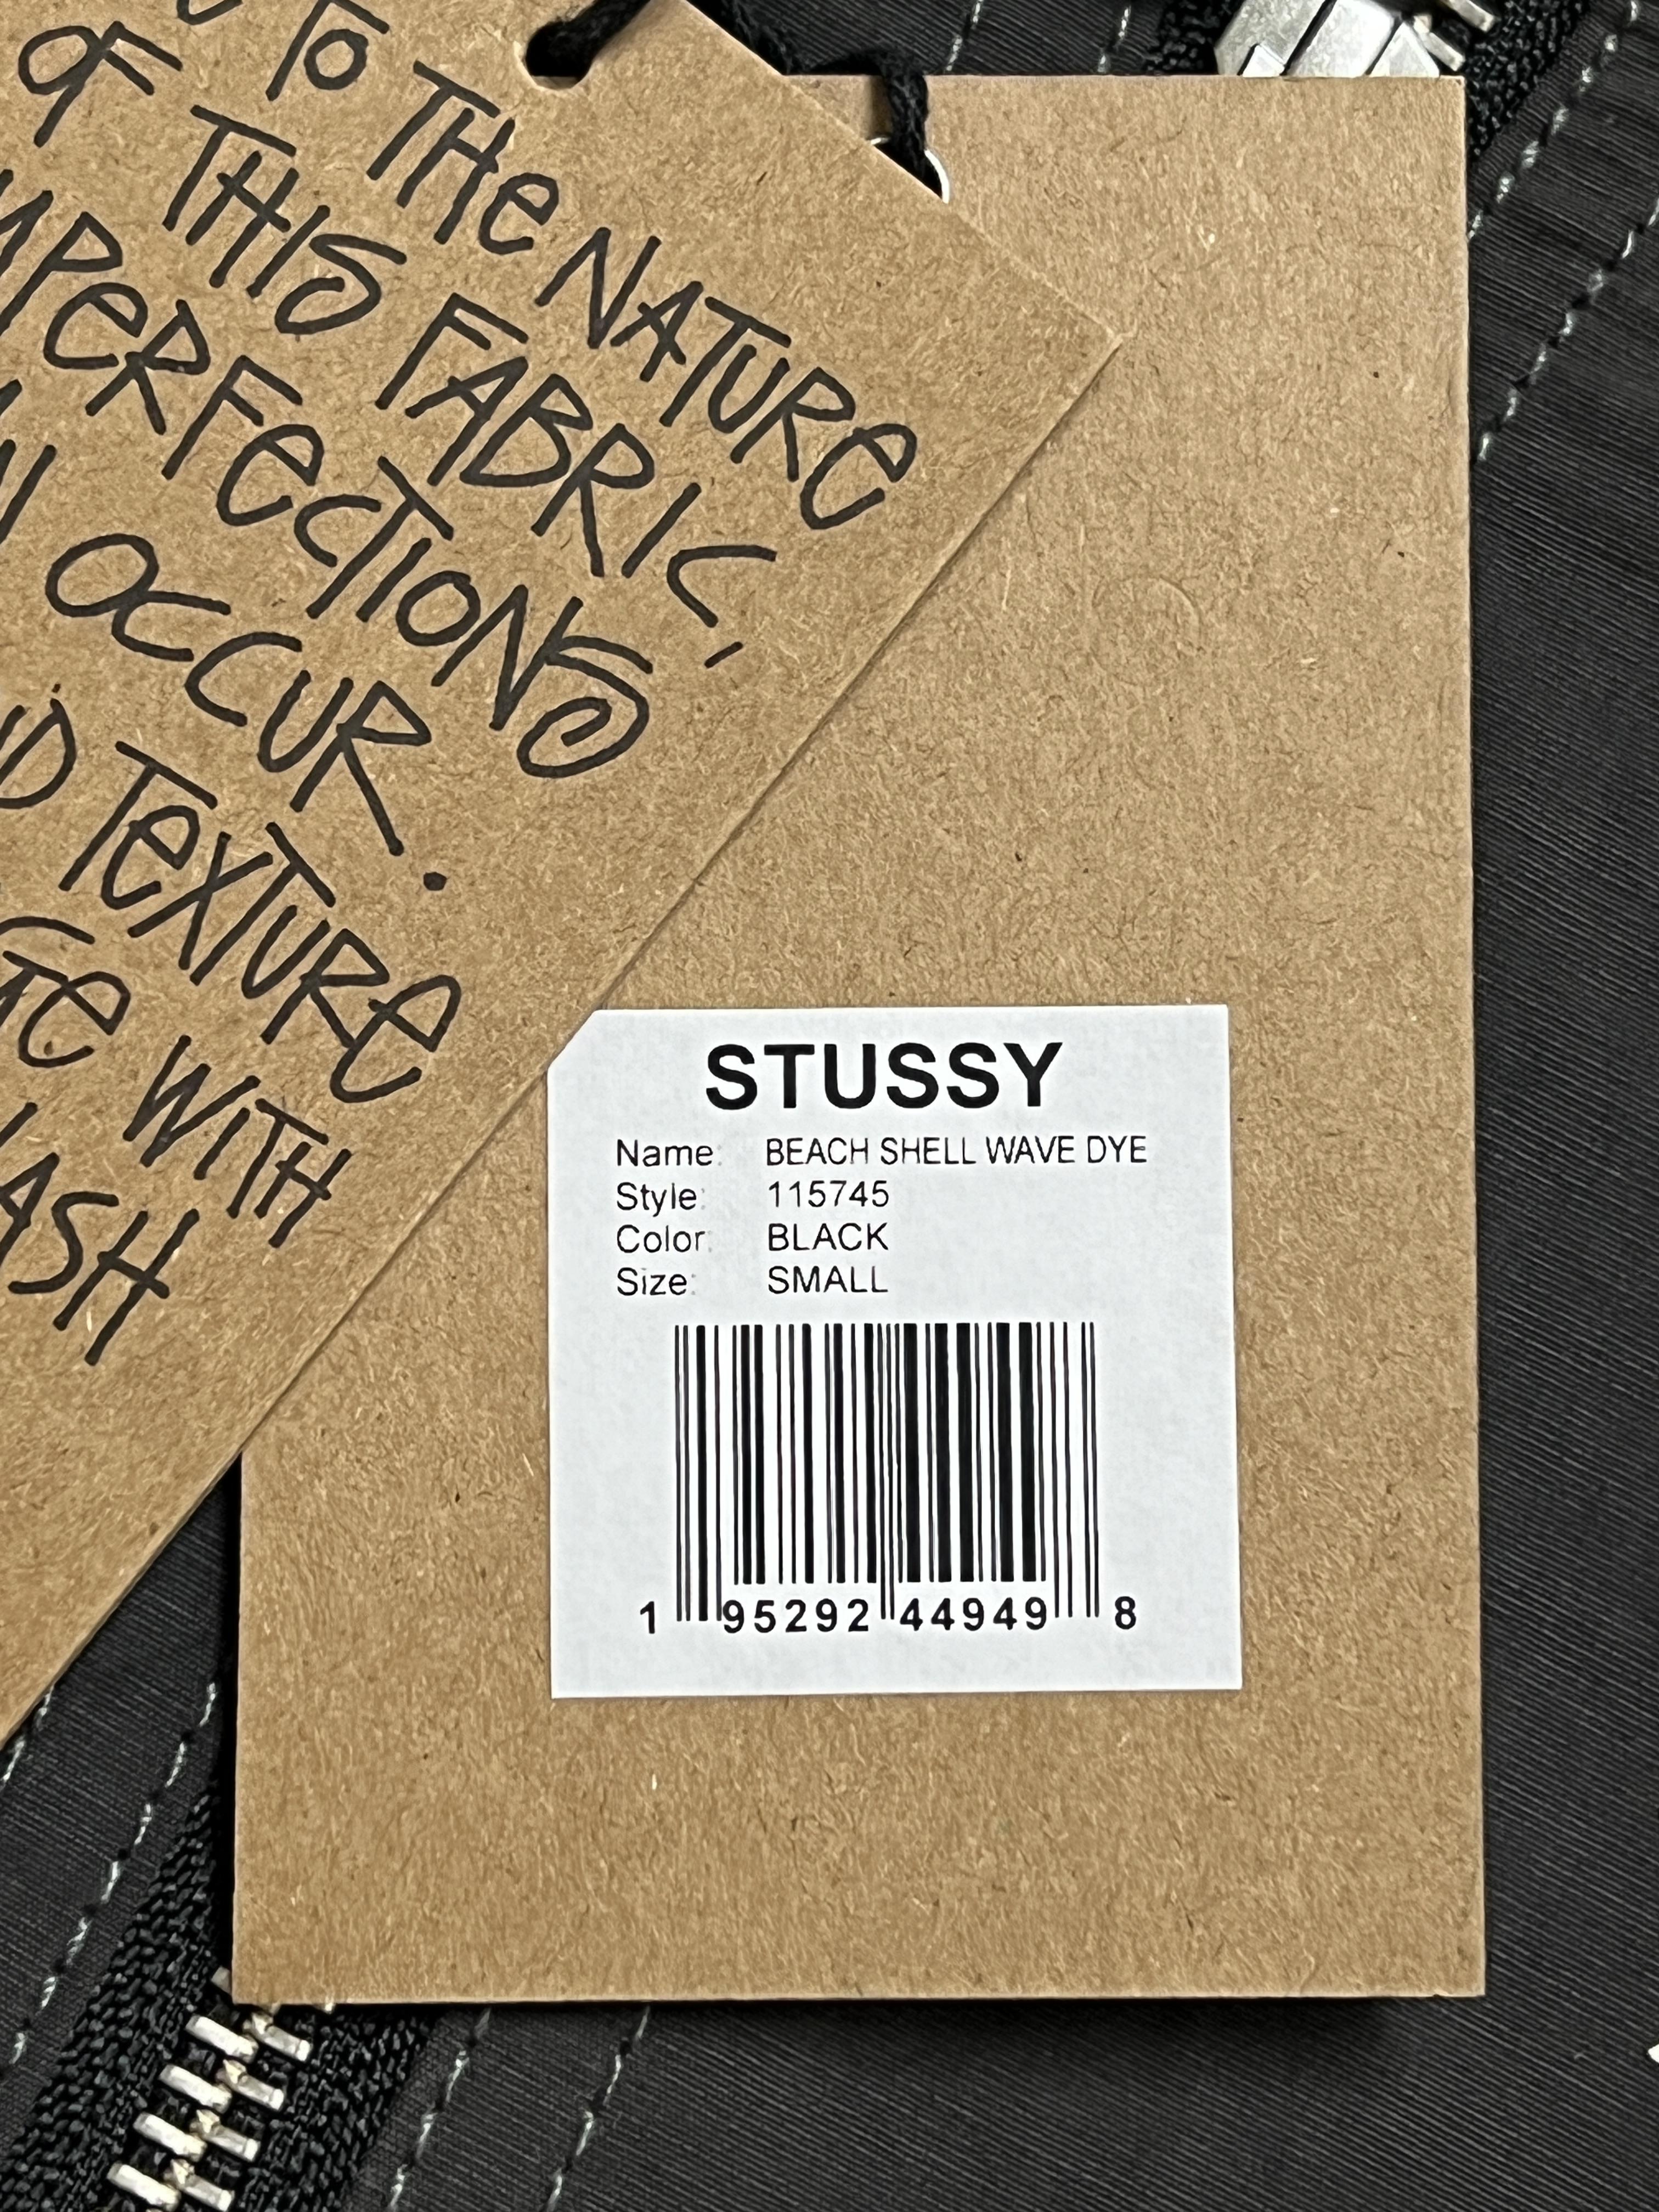 TO THE NATURE
OF THIS FABRIC,
OCCUR.
TEXTURE
WITH
STUSSY
Name: BEACH SHELL WAVE DYE
Style: 115745
Color: BLACK
Size: SMALL
1 95292 44949 8